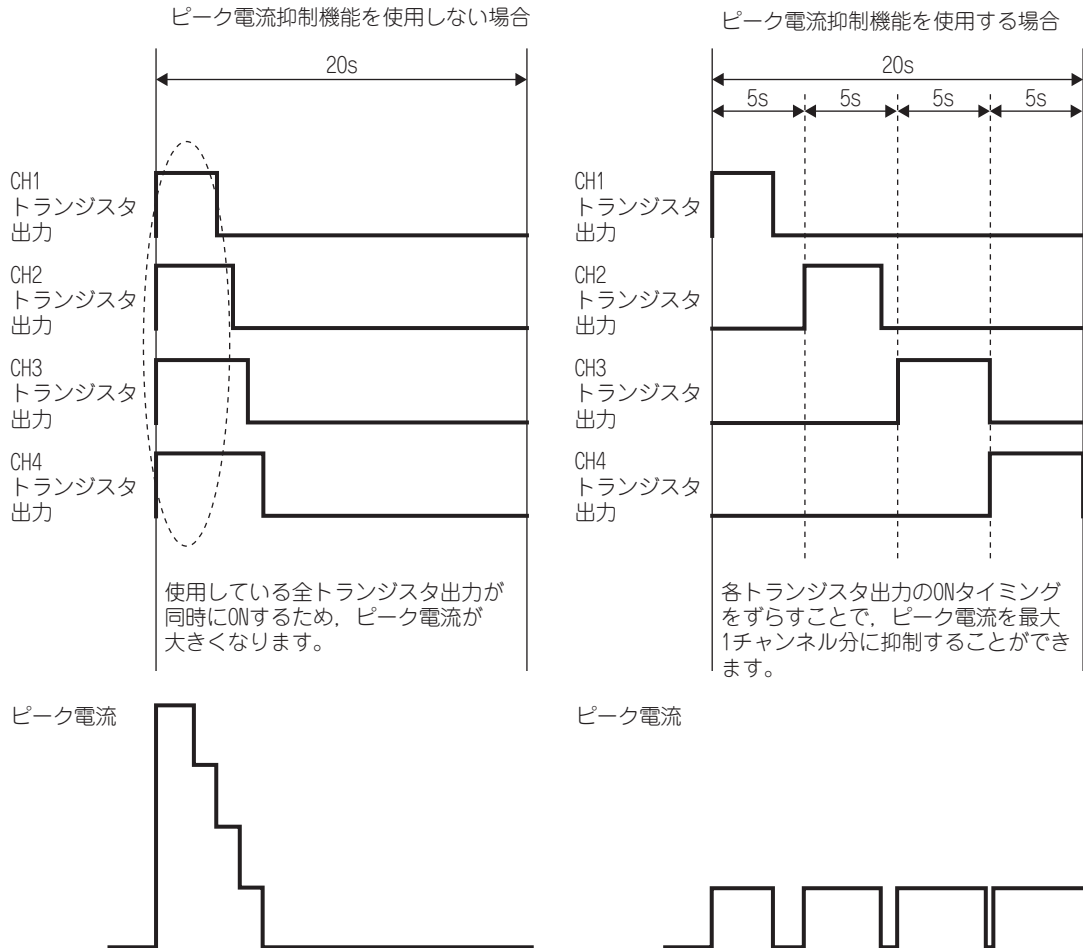 ピーク電流抑制機能を使用しない場合
20s
CH1
トランジスタ
出力
CH2
トランジスタ
出力
CH3
トランジスタ
出力
CH4
トランジスタ
出力
使用している全トランジスタ出力が
同時にONするため，ピーク電流が
大きくなります。
ピーク電流
ピーク電流抑制機能を使用する場合
20s
5s 5s 5s 5s
CH1
トランジスタ
出力
CH2
トランジスタ
出力
CH3
トランジスタ
出力
CH4
トランジスタ
出力
各トランジスタ出力のONタイミング
をずらすことで，ピーク電流を最大
1チャンネル分に抑制することができ
ます。
ピーク電流